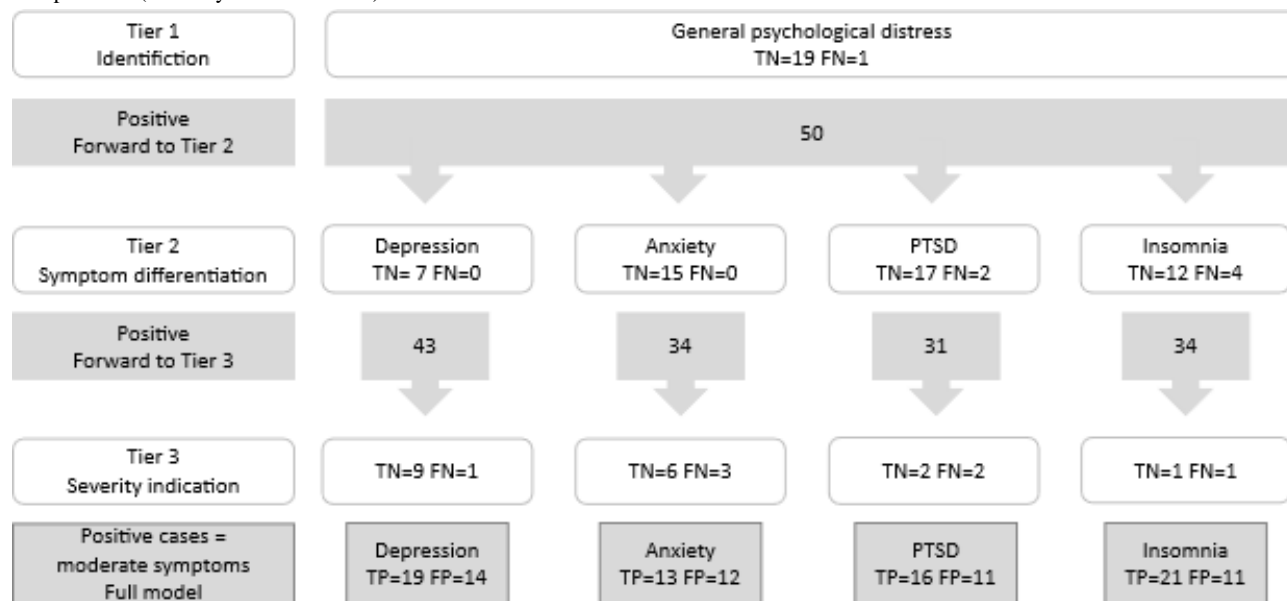 Tier 1
Identifiction
General psychological distress
TN=19 FN=1
Positive
Forward to Tier 2
50
Tier 2
Symptom differentiation
Depression
TN= 7 FN=0
Anxiety
TN=15 FN=0
PTSD
TN=17 FN=2
Insomnia
TN=12 FN=4
Positive
Forward to Tier 3
43
34
31
34
Tier 3
Severity indication
TN=9 FN=1
TN=6 FN=3
TN=2 FN=2
TN=1 FN=1
Positive cases =
moderate symptoms
Full model
Depression
TP=19 FP=14
Anxiety
TP=13 FP=12
PTSD
TP=16 FP=11
Insomnia
TP=21 FP=11